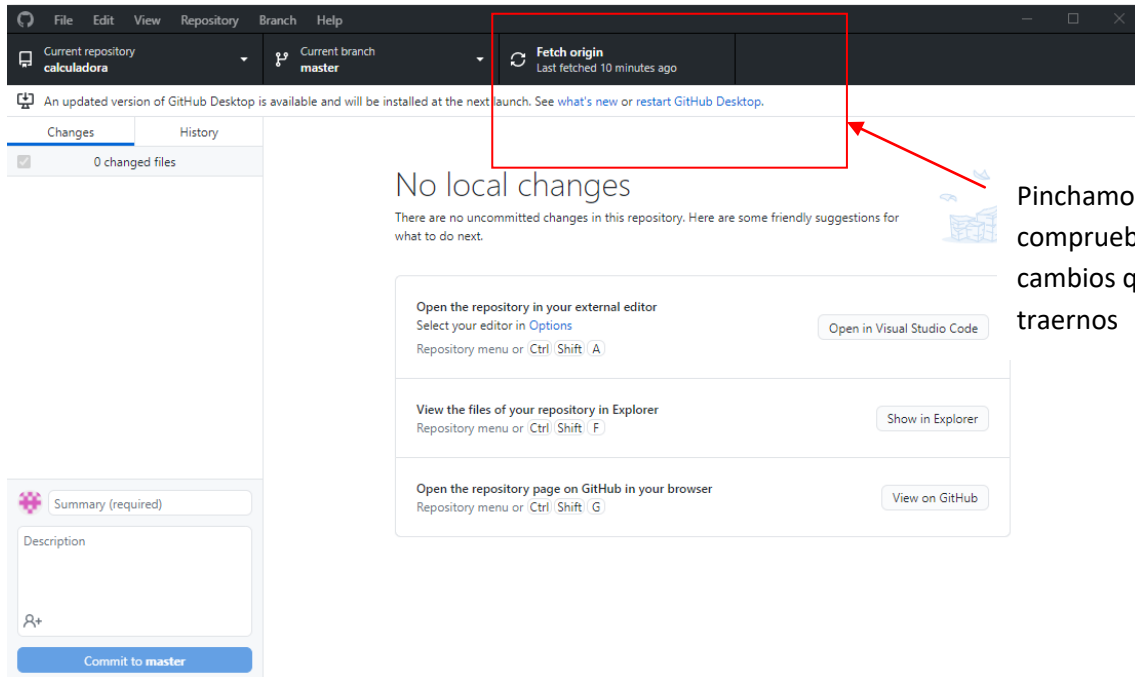 File Edit View Repository Branch Help
Current repository
calculadora
Current branch
master
Fetch origin
Last fetched 10 minutes ago
An updated version of GitHub Desktop is available and will be installed at the next launch. See what's new or restart GitHub Desktop.
Changes History
0 changed files
No local changes
There are no uncommitted changes in this repository. Here are some friendly suggestions for
what to do next.
Pinchamo
comprueb
cambios q
traernos
Open the repository in your external editor
Select your editor in Options
Repository menu or Ctrl Shift A
Open in Visual Studio Code
View the files of your repository in Explorer
Repository menu or Ctrl Shift F
Show in Explorer
Open the repository page on GitHub in your browser
Repository menu or Ctrl Shift G
View on GitHub
Summary (required)
Description
Commit to master